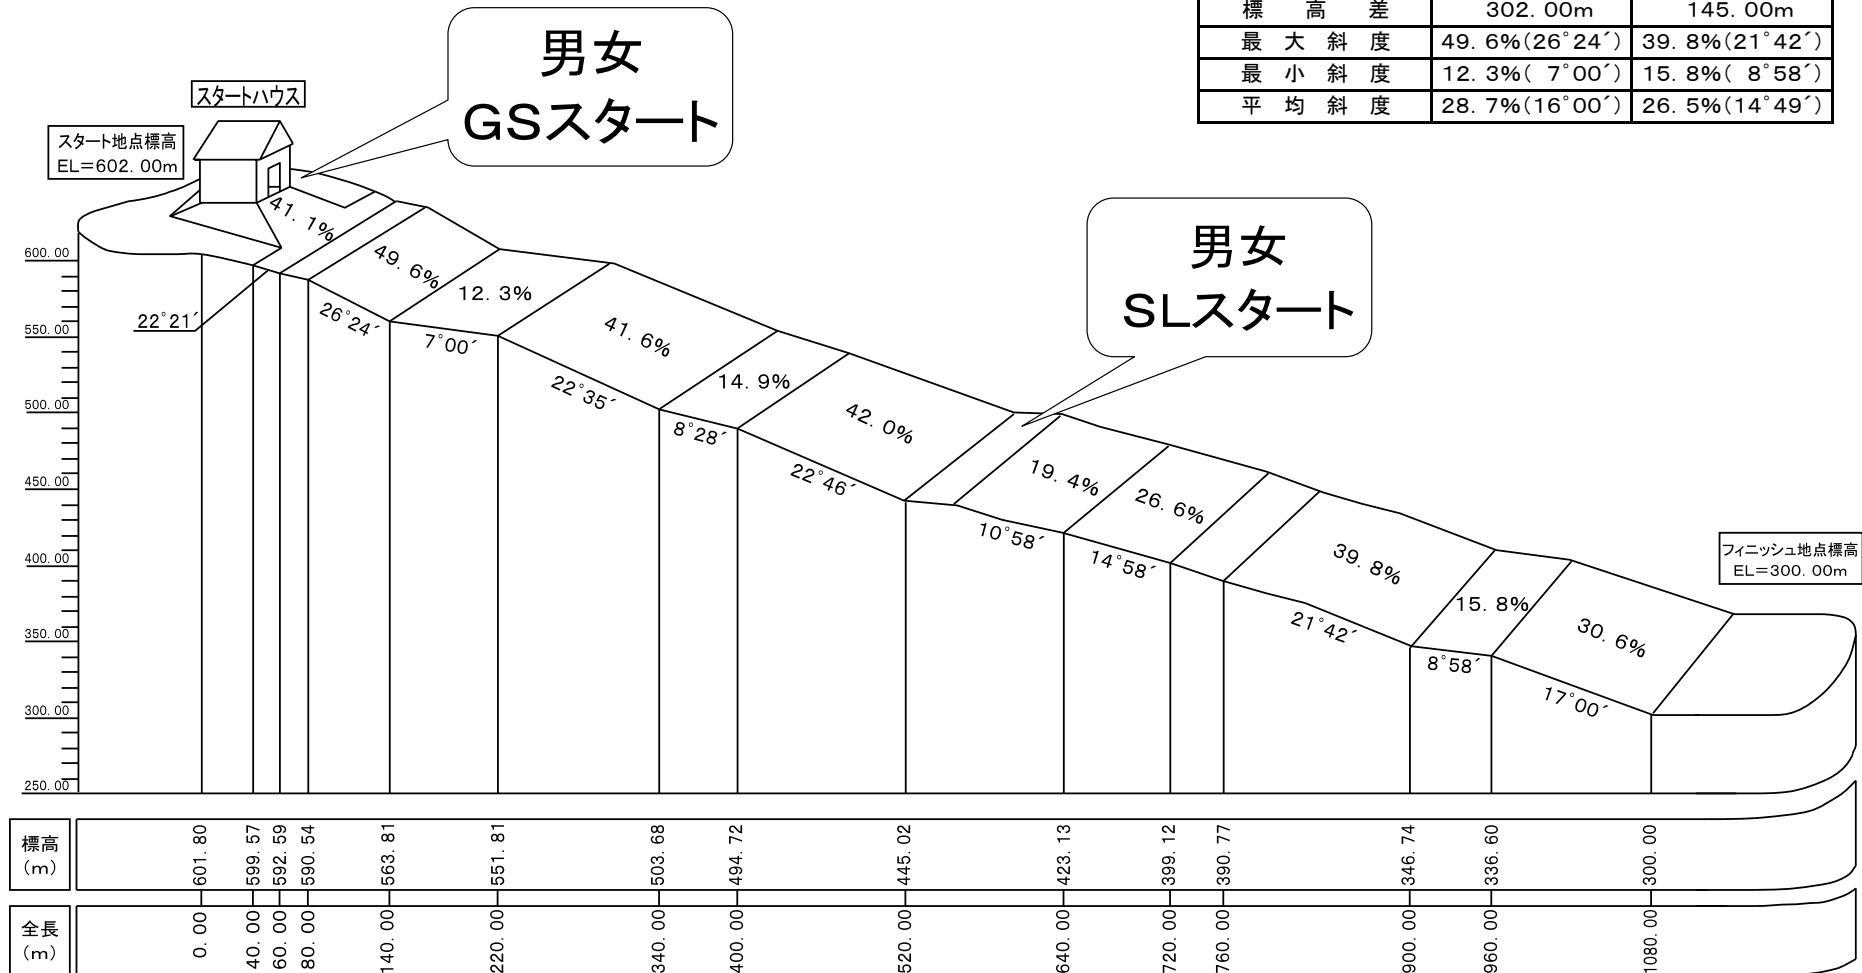 標高差 302.00m 145.00m
最大斜度 49.6%(26°24′) 39.8%(21°42′)
最小斜度 12.3%( 7°00′) 15.8%( 8°58′)
平均斜度 28.7%(16°00′) 26.5%(14°49′)
男女
GSスタート
スタートハウス
スタート地点標高
EL=602.00m
男女
SLスタート
フィニッシュ地点標高
EL=300.00m
41.1%
49.6%
12.3%
41.6%
14.9%
42.0%
19.4%
26.6%
39.8%
15.8%
30.6%
22°21′
26°24′
7°00′
22°35′
8°28′
22°46′
10°58′
14°58′
21°42′
8°58′
17°00′
600.00
550.00
500.00
450.00
400.00
350.00
300.00
250.00
標高
(m)
601.80 599.57 592.59 590.54 563.81 551.81 503.68 494.72 445.02 423.13 399.12 390.77 346.74 336.60 300.00
全長
(m)
0.00 40.00 60.00 80.00 140.00 220.00 340.00 400.00 520.00 640.00 720.00 760.00 900.00 960.00 1080.00